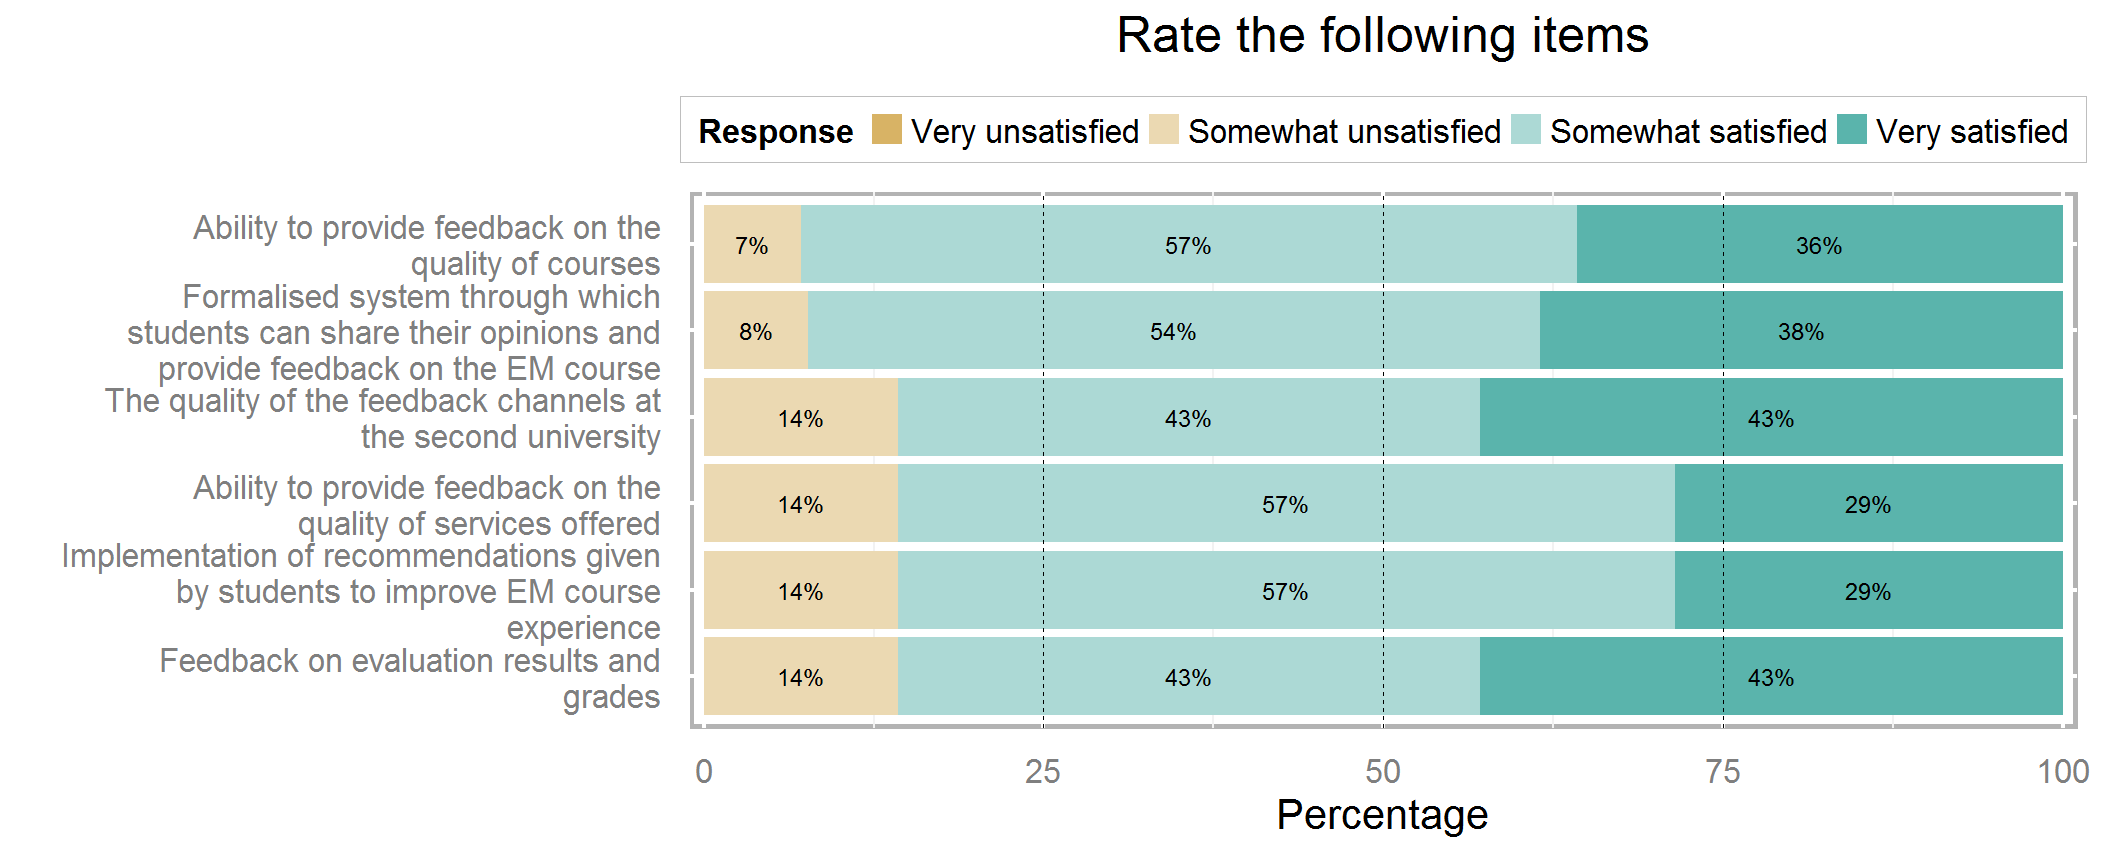 Rate the following items
Response Very unsatisfied Somewhat unsatisfied Somewhat satisfied Very satisfied
Ability to provide feedback on the
quality of courses
7% 57% 36%
Formalised system through which
students can share their opinions and
provide feedback on the EM course
8% 54% 38%
The quality of the feedback channels at
the second university
14% 43% 43%
Ability to provide feedback on the
quality of services offered
14% 57% 29%
Implementation of recommendations given
by students to improve EM course
experience
14% 57% 29%
Feedback on evaluation results and
grades
14% 43% 43%
0 25 50 75 100
Percentage